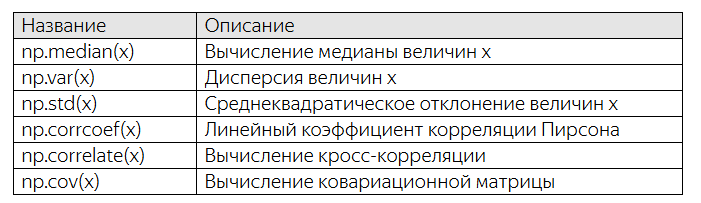 Название Описание
np.median(x) Вычисление медианы величин x
np.var(x) Дисперсия величин x
np.std(x) Среднеквадратическое отклонение величин x
np.corrcoef(x) Линейный коэффициент корреляции Пирсона
np.correlate(x) Вычисление кросс-корреляции
np.cov(x) Вычисление ковариационной матрицы